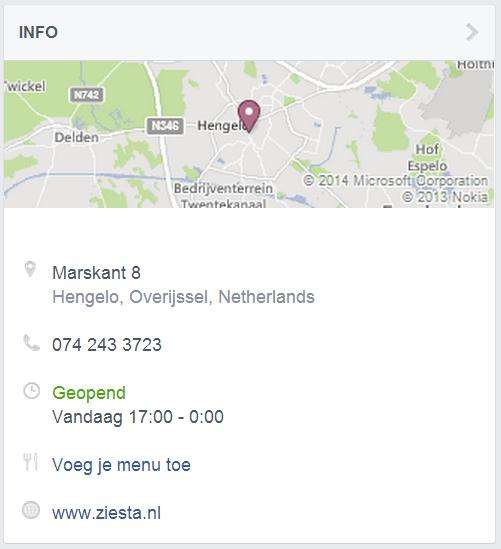 INFO
Twickel
N742
Holthu
Delden
N346
Hengelo
Hof
Espelo
Bedrijventerrein
Twentekanaal
© 2014 Microsoft Corporation
© 2013 Nokia
Marskant 8
Hengelo, Overijssel, Netherlands
074 243 3723
Geopend
Vandaag 17:00 - 0:00
Voeg je menu toe
www.ziesta.nl